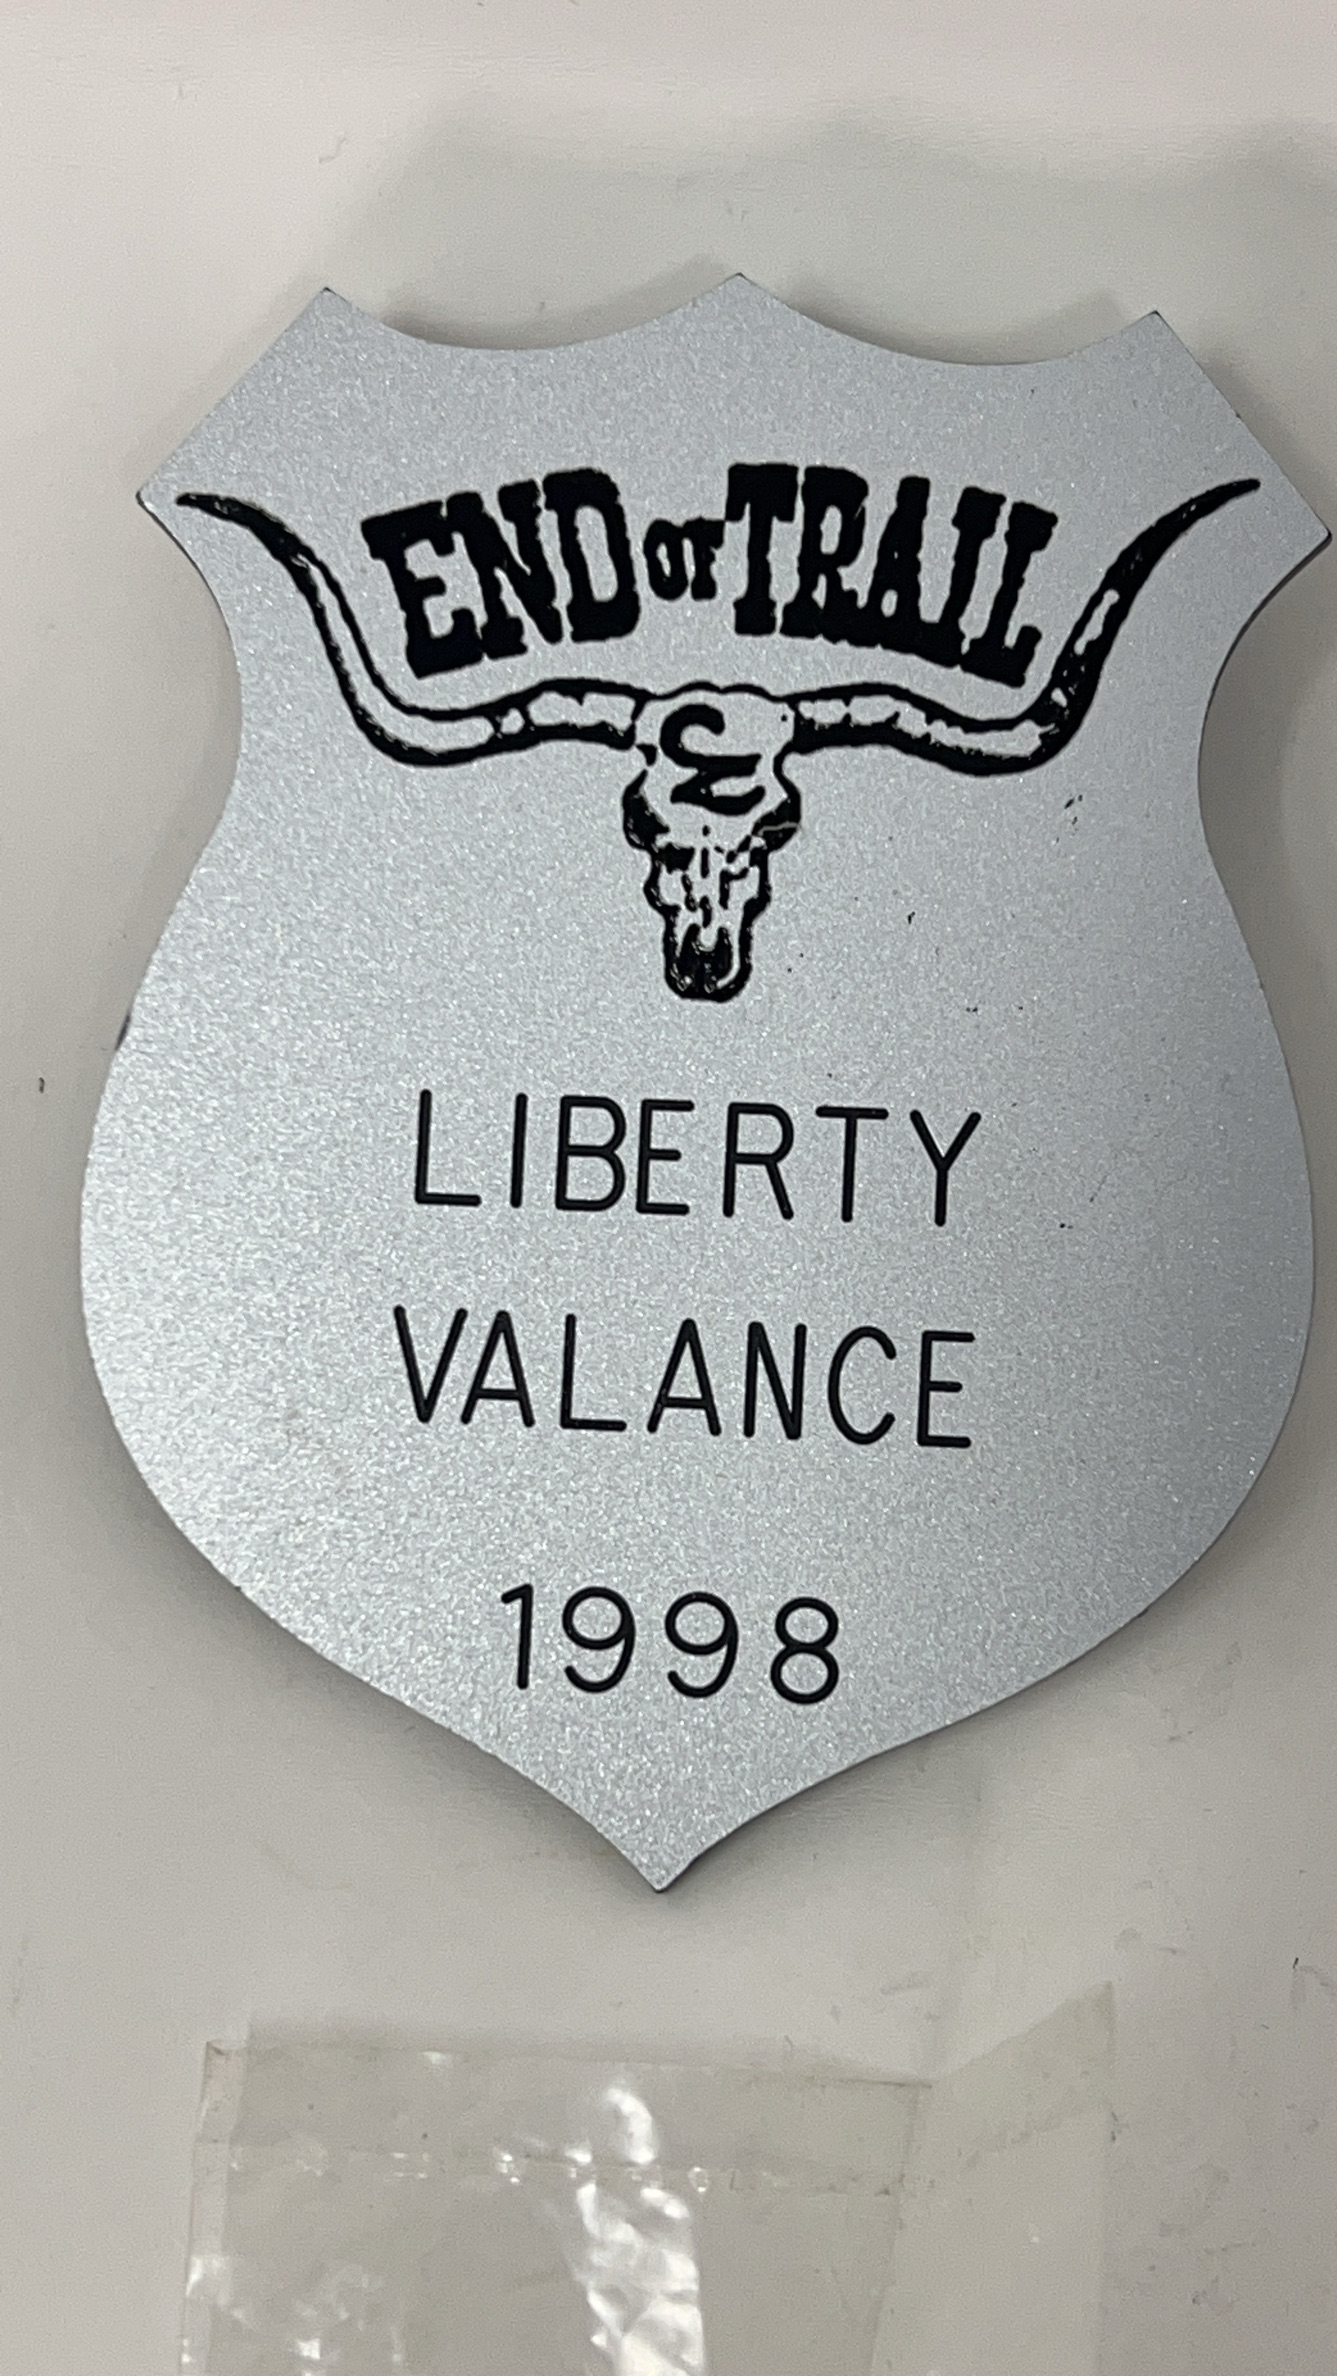 END OF TRAIL
LIBERTY
VALANCE
1998